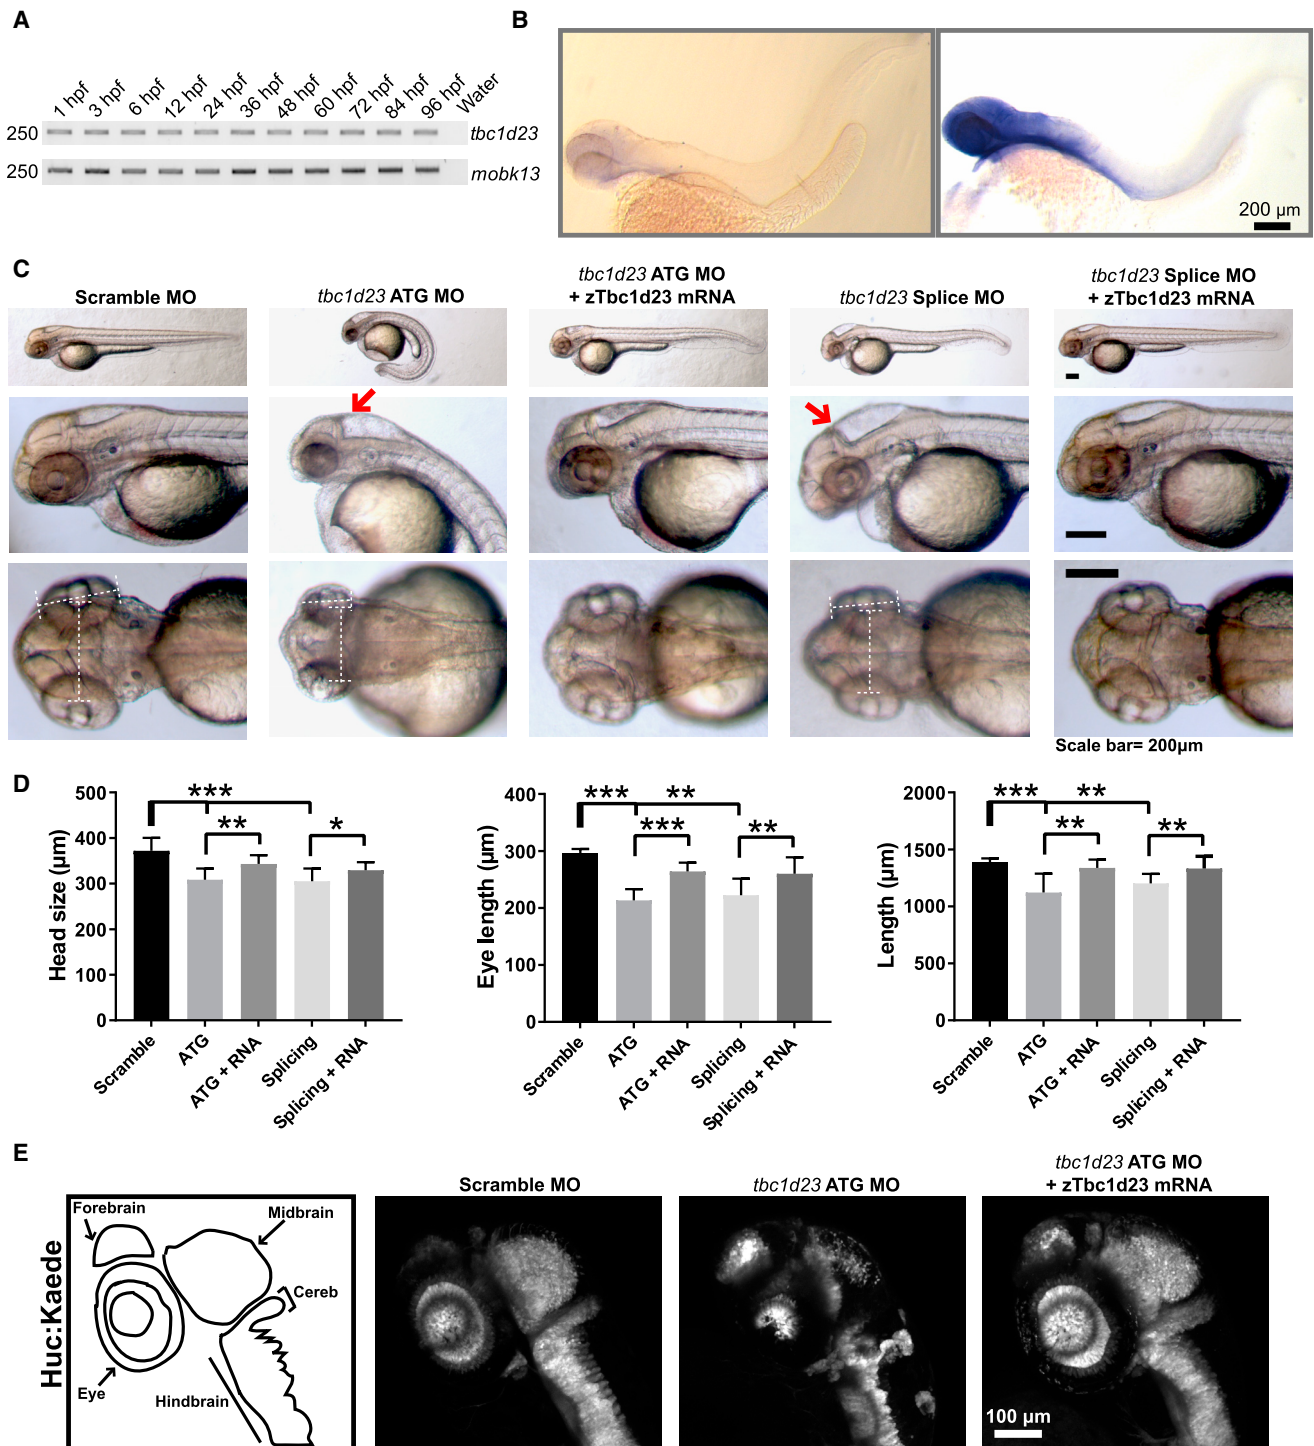 A
1 hpf 3 hpf 6 hpf 12 hpf 24 hpf 36 hpf 48 hpf 60 hpf 72 hpf 84 hpf 96 hpf Water
250 tbc1d23
250 mobk13
B
200 µm
C
Scramble MO
tbc1d23 ATG MO
tbc1d23 ATG MO
+ zTbc1d23 mRNA
tbc1d23 Splice MO
tbc1d23 Splice MO
+ zTbc1d23 mRNA
Scale bar= 200µm
D
Head size (µm)
500
400
300
200
100
0
***
**
*
Scramble
ATG
ATG + RNA
Splicing
Splicing + RNA
Eye length (µm)
400
300
200
100
0
***
**
***
**
Scramble
ATG
ATG + RNA
Splicing
Splicing + RNA
Length (µm)
2000
1500
1000
500
0
***
**
**
**
Scramble
ATG
ATG + RNA
Splicing
Splicing + RNA
E
Huc:Kaede
Forebrain
Midbrain
Cereb
Eye
Hindbrain
Scramble MO
tbc1d23 ATG MO
tbc1d23 ATG MO
+ zTbc1d23 mRNA
100 µm